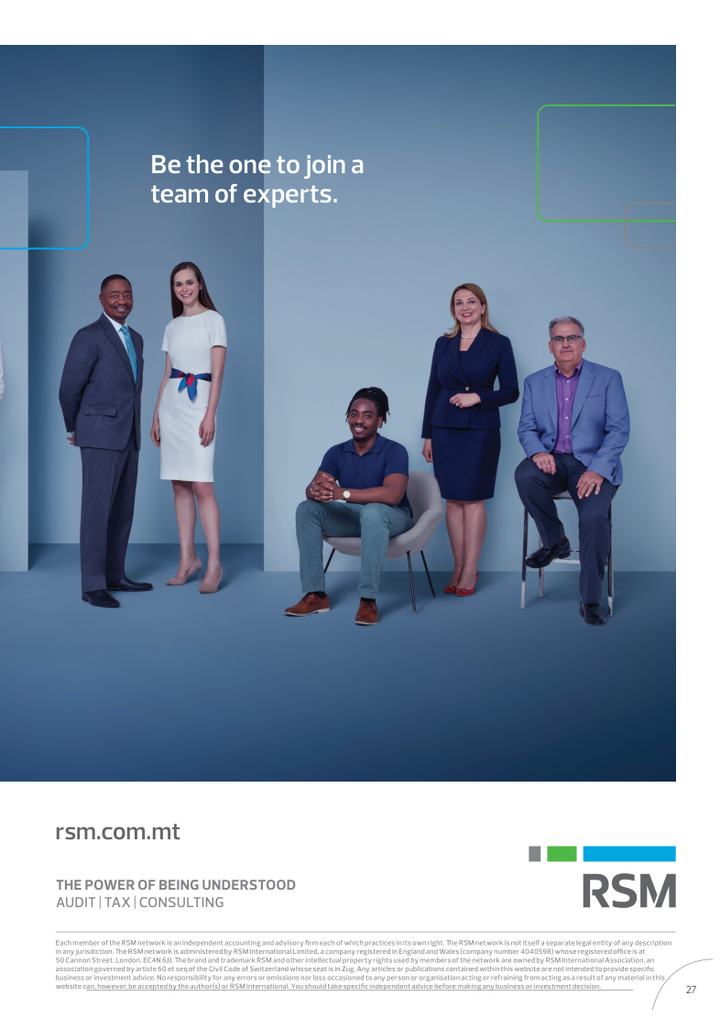 Be the one to join a
team of experts.
rsm.com.mt
THE POWER OF BEING UNDERSTOOD
AUDIT | TAX | CONSULTING
RSM
Each member of the RSM network is an independent accounting and advisory firm each of which practices in its own right. The RSM network is not itself a separate legal entity of any description
in any jurisdiction. The RSM network is administered by RSM International Limited, a company registered in England and Wales (company number 4040598) whose registered office is at
50 Cannon Street, London, EC4N 6JJ. The brand and trademark RSM and other intellectual property rights used by members of the network are owned by RSM International Association, an
association governed by article 60 et seq of the Civil Code of Switzerland whose seat is in Zug. Any articles or publications contained within this website are not intended to provide specific
business or investment advice. No responsibility for any errors or omissions nor loss occasioned to any person or organisation acting or refraining from acting as a result of any material in this
website can, however, be accepted by the author(s) or RSM International. You should take specific independent advice before making any business or investment decision.
27